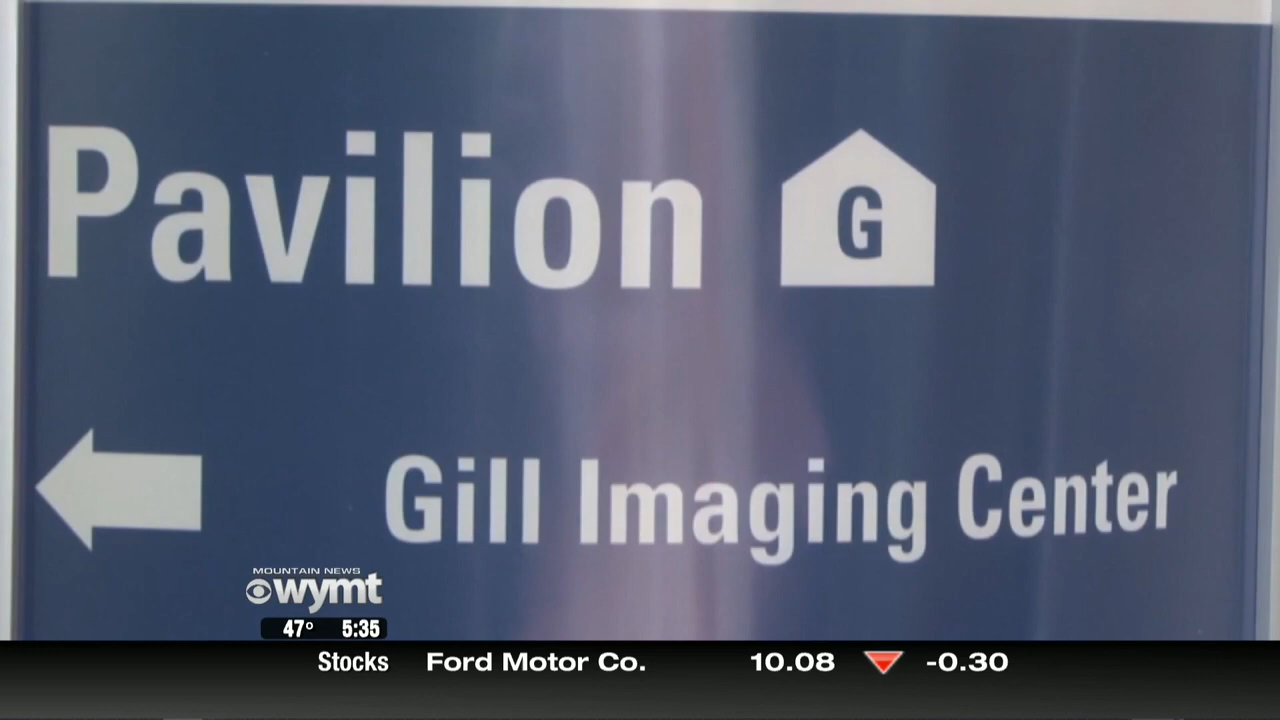 Pavilion G
Gill Imaging Center
MOUNTAIN NEWS
wymt
47° 5:35
Stocks Ford Motor Co. 10.08 -0.30